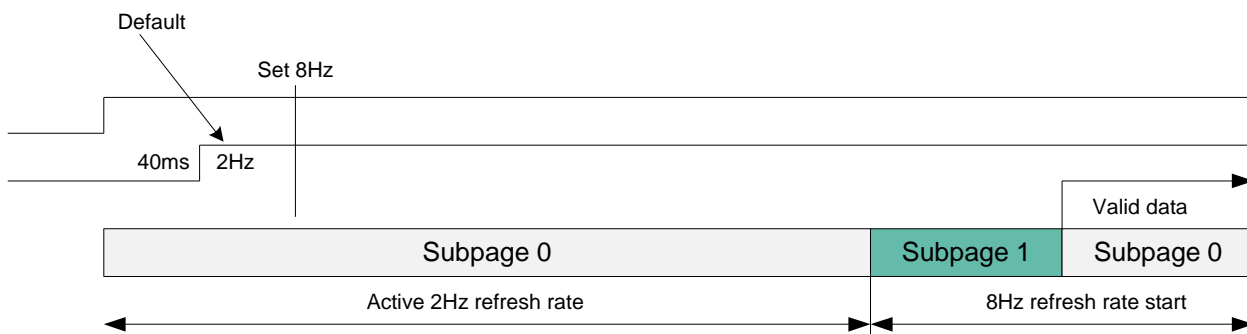 Default
Set 8Hz
40ms
2Hz
Valid data
Subpage 0
Subpage 1
Subpage 0
Active 2Hz refresh rate
8Hz refresh rate start